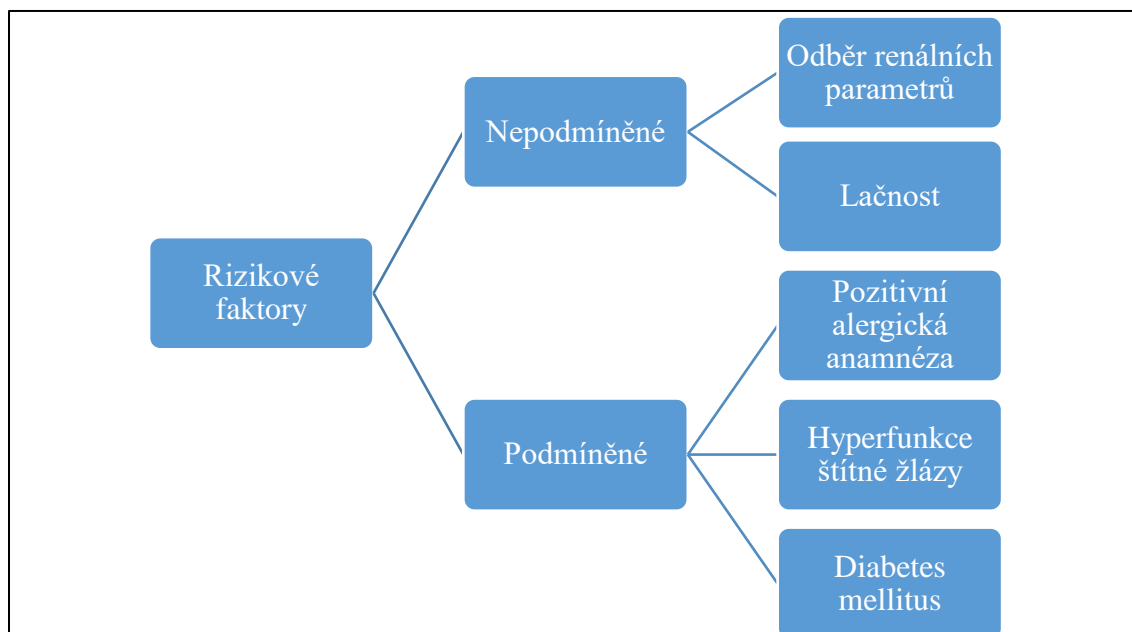 Rizikové
faktory
Nepodmíněné
Odběr renálních
parametrů
Lačnost
Podmíněné
Pozitivní
alergická
anamnéza
Hyperfunkce
štítné žlázy
Diabetes
mellitus